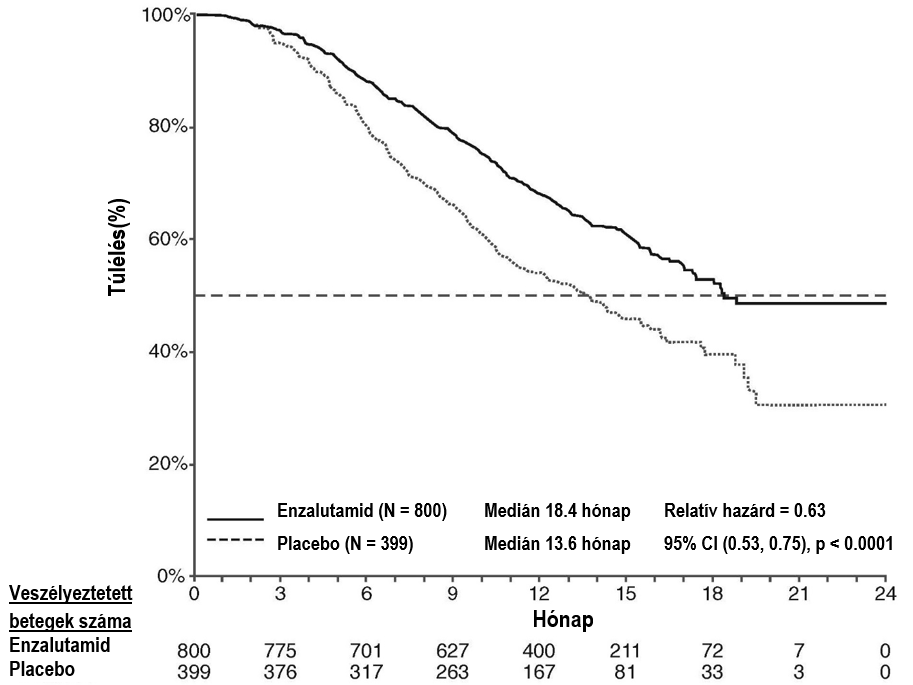 100%
80%
60%
40%
20%
0%
Túlélés(%)
Enzalutamid (N = 800) Medián 18.4 hónap Relatív hazárd = 0.63
Placebo (N = 399) Medián 13.6 hónap 95% CI (0.53, 0.75), p < 0.0001
0 3 6 9 12 15 18 21 24
Hónap
Veszélyeztetett
betegek száma
Enzalutamid 800 775 701 627 400 211 72 7 0
Placebo 399 376 317 263 167 81 33 3 0